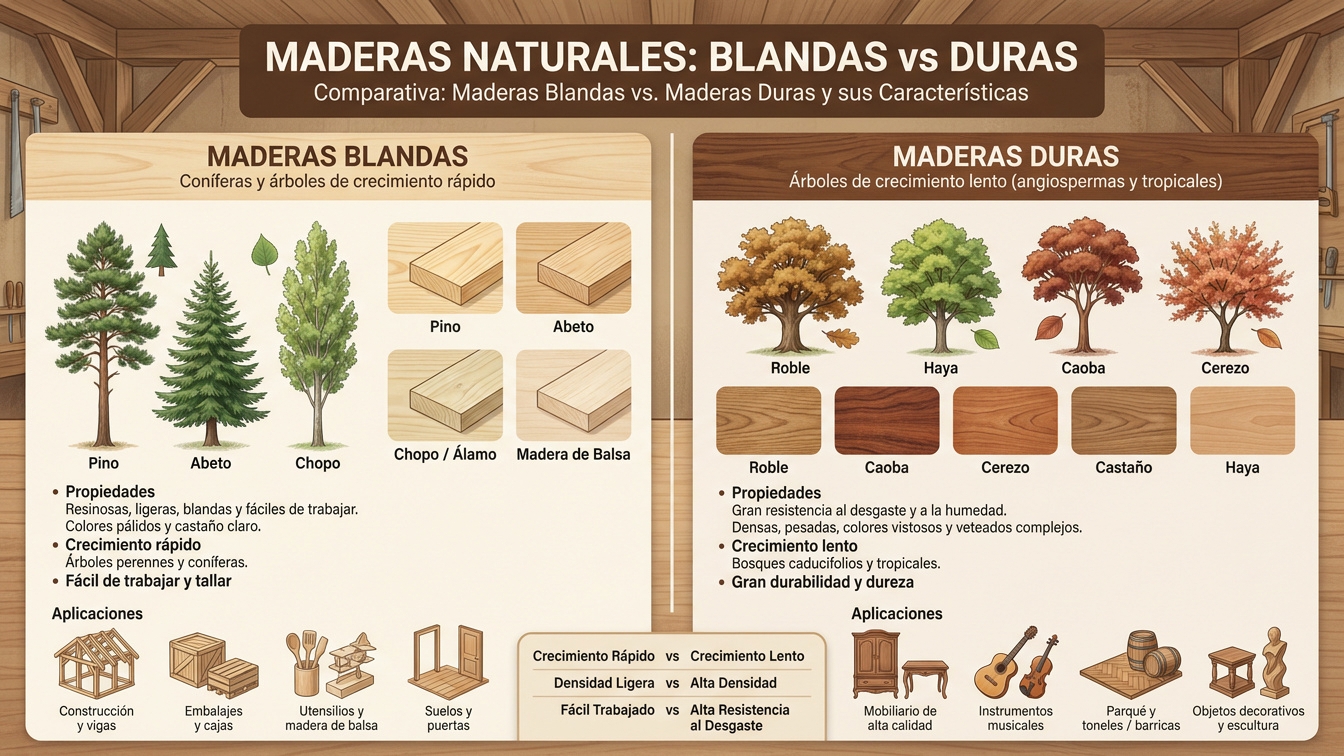 MADERAS NATURALES: BLANDAS vs DURAS
Comparativa: Maderas Blandas vs. Maderas Duras y sus Características
MADERAS BLANDAS
Coníferas y árboles de crecimiento rápido
Pino
Abeto
Chopo
Pino
Abeto
Chopo / Álamo
Madera de Balsa
• Propiedades
Resinosas, ligeras, blandas y fáciles de trabajar.
Colores pálidos y castaño claro.
• Crecimiento rápido
Árboles perennes y coníferas.
• Fácil de trabajar y tallar
Aplicaciones
Construcción
y vigas
Embalajes
y cajas
Utensilios y
madera de balsa
Suelos y
puertas
MADERAS DURAS
Árboles de crecimiento lento (angiospermas y tropicales)
Roble
Haya
Caoba
Cerezo
Roble
Caoba
Cerezo
Castaño
Haya
• Propiedades
Gran resistencia al desgaste y a la humedad.
Densas, pesadas, colores vistosos y veteados complejos.
• Crecimiento lento
Bosques caducifolios y tropicales.
• Gran durabilidad y dureza
Aplicaciones
Mobiliario de
alta calidad
Instrumentos
musicales
Parqué y
toneles / barricas
Objetos decorativos
y escultura
Crecimiento Rápido vs Crecimiento Lento
Densidad Ligera vs Alta Densidad
Fácil Trabajado vs Alta Resistencia
al Desgaste